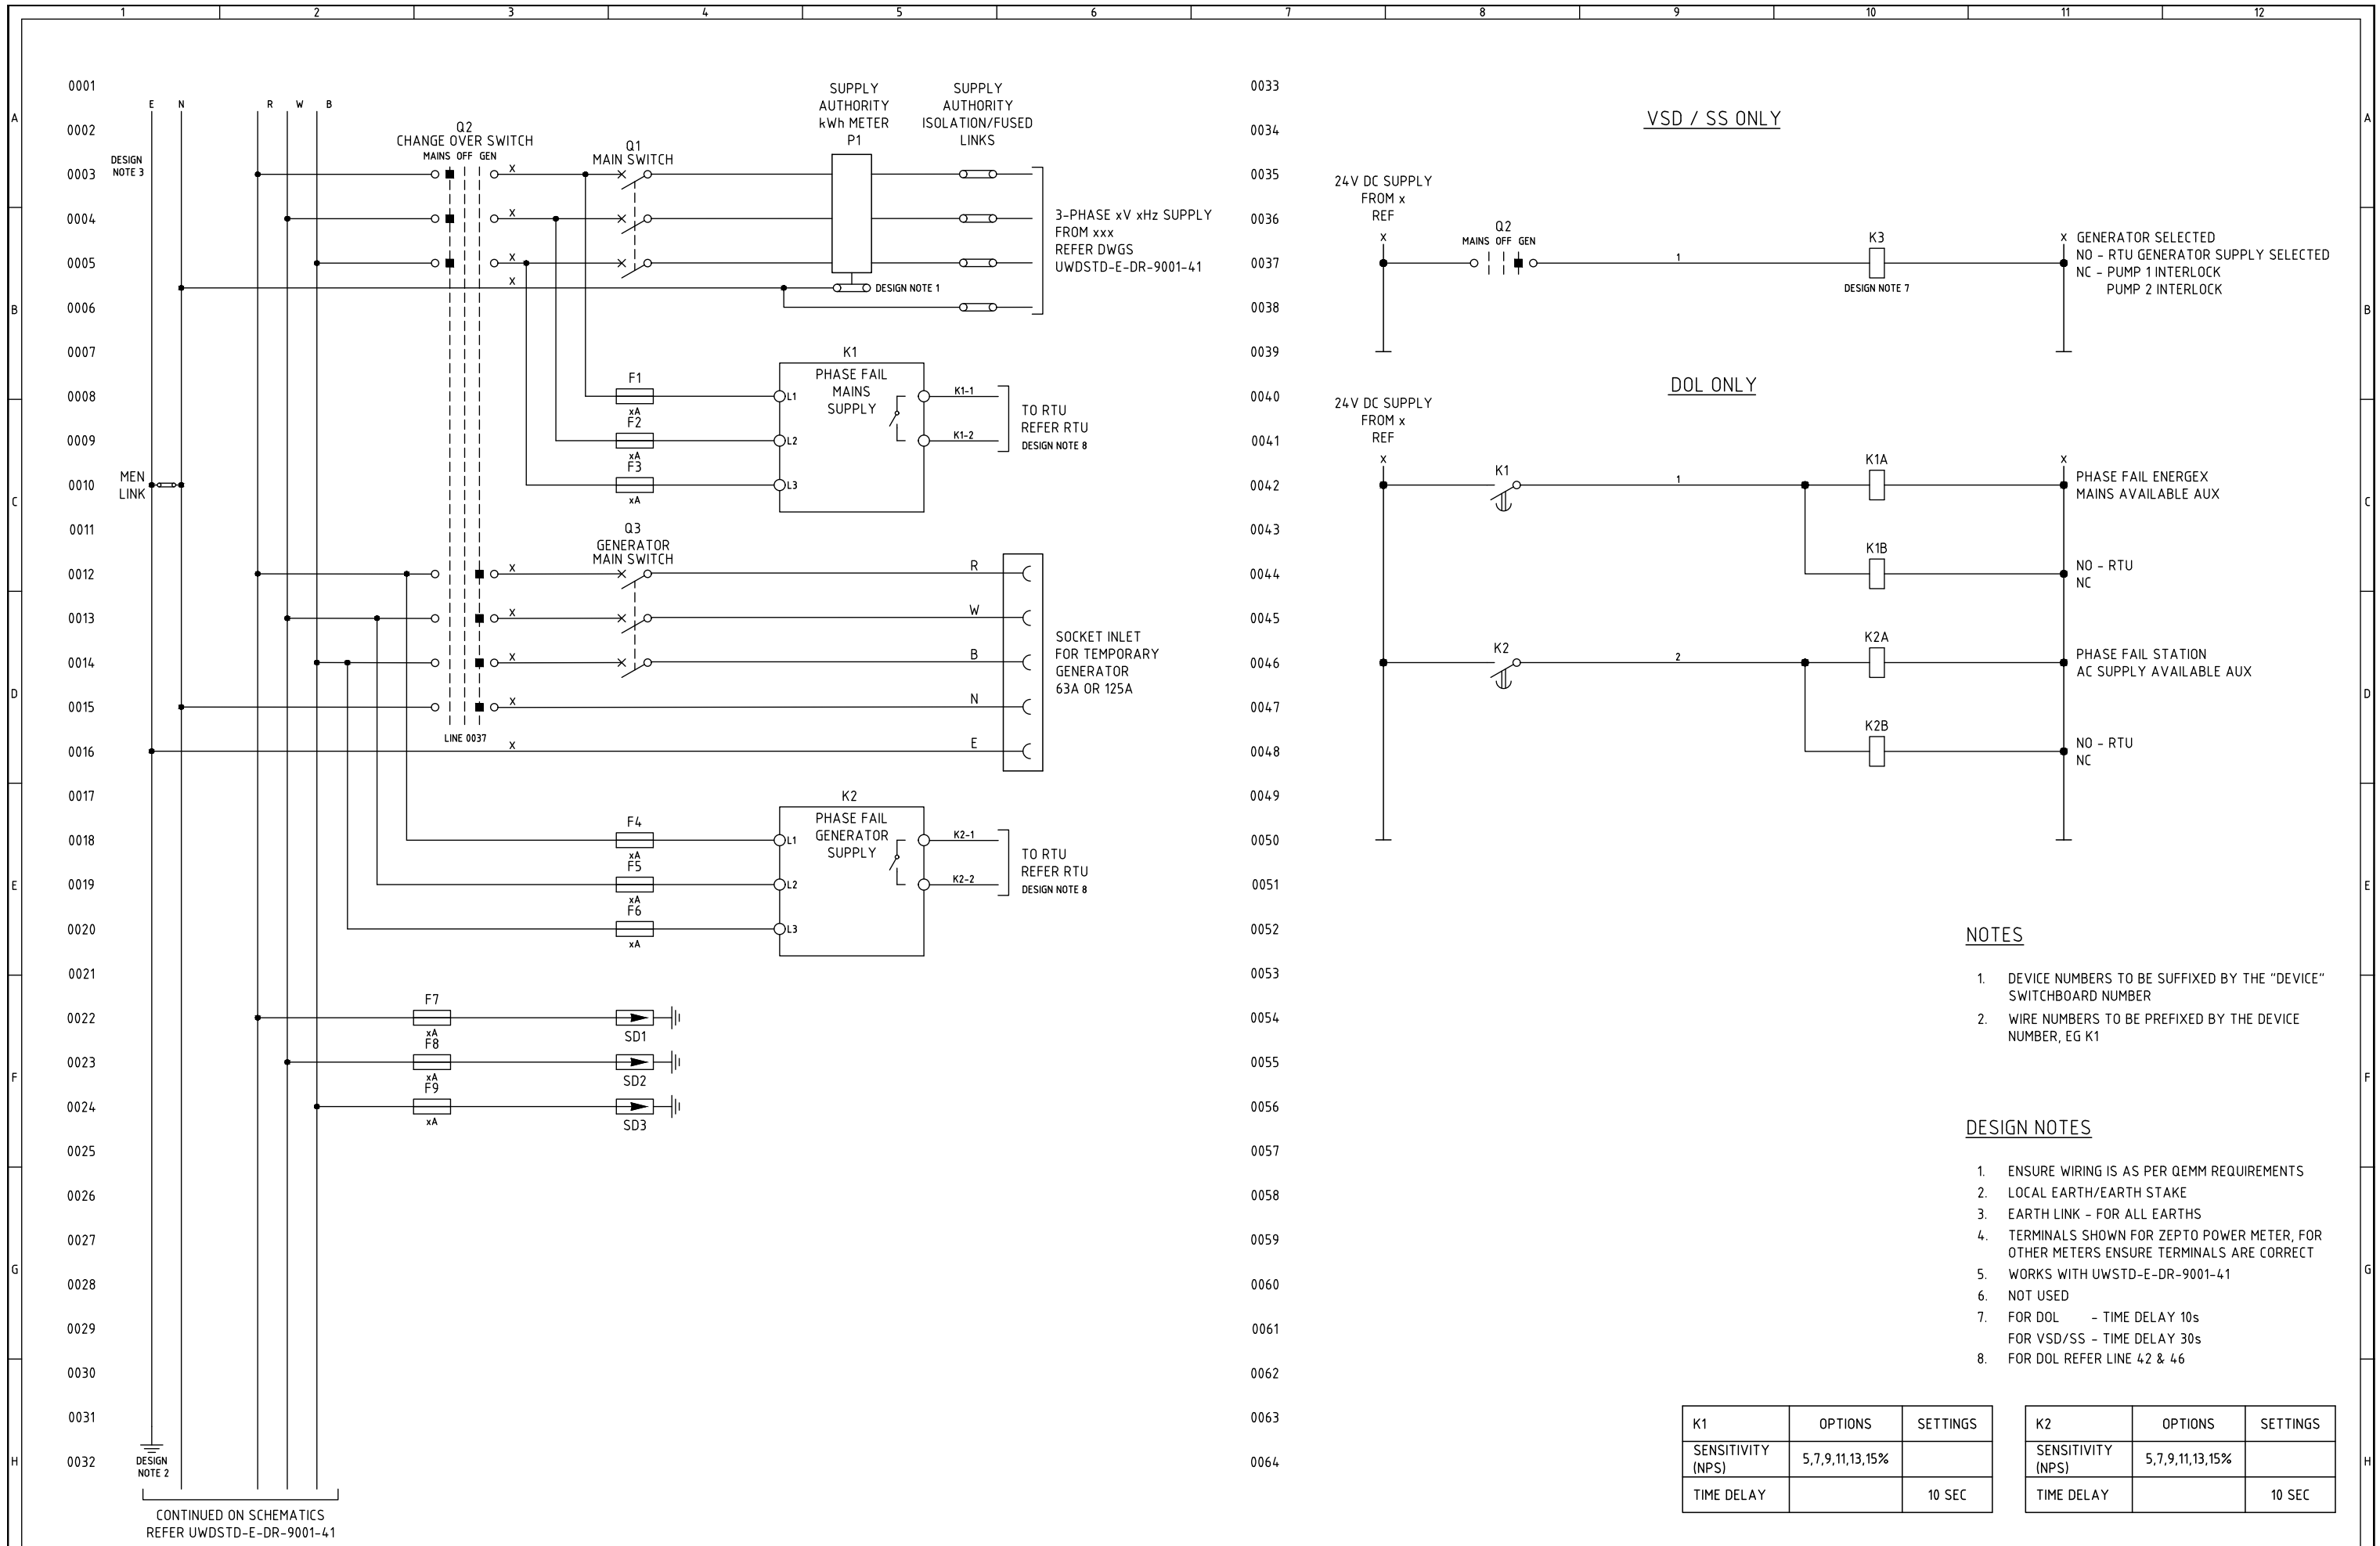 1 2 3 4 5 6 7 8 9 10 11 12
A
B
C
D
E
F
G
H
A
B
C
D
E
F
G
H
0001
0002
0003
0004
0005
0006
0007
0008
0009
0010
0011
0012
0013
0014
0015
0016
0017
0018
0019
0020
0021
0022
0023
0024
0025
0026
0027
0028
0029
0030
0031
0032
E N R W B
DESIGN
NOTE 3
MEN
LINK
Q2
CHANGE OVER SWITCH
MAINS OFF GEN
Q1
MAIN SWITCH
SUPPLY
AUTHORITY
kWh METER
P1
SUPPLY
AUTHORITY
ISOLATION/FUSED
LINKS
X
X
X
X
DESIGN NOTE 1
3-PHASE xV xHz SUPPLY
FROM xxx
REFER DWGS
UWDSTD-E-DR-9001-41
F1
xA
F2
xA
F3
xA
K1
PHASE FAIL
MAINS
SUPPLY
L1
L2
L3
K1-1
K1-2
TO RTU
REFER RTU
DESIGN NOTE 8
Q3
GENERATOR
MAIN SWITCH
X
X
X
X
X
R
W
B
N
E
SOCKET INLET
FOR TEMPORARY
GENERATOR
63A OR 125A
LINE 0037
F4
xA
F5
xA
F6
xA
K2
PHASE FAIL
GENERATOR
SUPPLY
L1
L2
L3
K2-1
K2-2
TO RTU
REFER RTU
DESIGN NOTE 8
F7
xA
F8
xA
F9
xA
SD1
SD2
SD3
DESIGN
NOTE 2
CONTINUED ON SCHEMATICS
REFER UWDSTD-E-DR-9001-41
0033
0034
0035
0036
0037
0038
0039
0040
0041
0042
0043
0044
0045
0046
0047
0048
0049
0050
0051
0052
0053
0054
0055
0056
0057
0058
0059
0060
0061
0062
0063
0064
VSD / SS ONLY
24V DC SUPPLY
FROM x
REF
X
Q2
MAINS OFF GEN
1
K3
DESIGN NOTE 7
X GENERATOR SELECTED
NO - RTU GENERATOR SUPPLY SELECTED
NC - PUMP 1 INTERLOCK
PUMP 2 INTERLOCK
DOL ONLY
24V DC SUPPLY
FROM x
REF
X
K1
1
K1A
X
PHASE FAIL ENERGEX
MAINS AVAILABLE AUX
K1B
NO - RTU
NC
K2
2
K2A
PHASE FAIL STATION
AC SUPPLY AVAILABLE AUX
K2B
NO - RTU
NC
NOTES
1. DEVICE NUMBERS TO BE SUFFIXED BY THE "DEVICE"
SWITCHBOARD NUMBER
2. WIRE NUMBERS TO BE PREFIXED BY THE DEVICE
NUMBER, EG K1
DESIGN NOTES
1. ENSURE WIRING IS AS PER QEMM REQUIREMENTS
2. LOCAL EARTH/EARTH STAKE
3. EARTH LINK - FOR ALL EARTHS
4. TERMINALS SHOWN FOR ZEPTO POWER METER, FOR
OTHER METERS ENSURE TERMINALS ARE CORRECT
5. WORKS WITH UWSTD-E-DR-9001-41
6. NOT USED
7. FOR DOL - TIME DELAY 10s
FOR VSD/SS - TIME DELAY 30s
8. FOR DOL REFER LINE 42 & 46
K1 OPTIONS SETTINGS
SENSITIVITY
(NPS) 5,7,9,11,13,15%
TIME DELAY 10 SEC
K2 OPTIONS SETTINGS
SENSITIVITY
(NPS) 5,7,9,11,13,15%
TIME DELAY 10 SEC